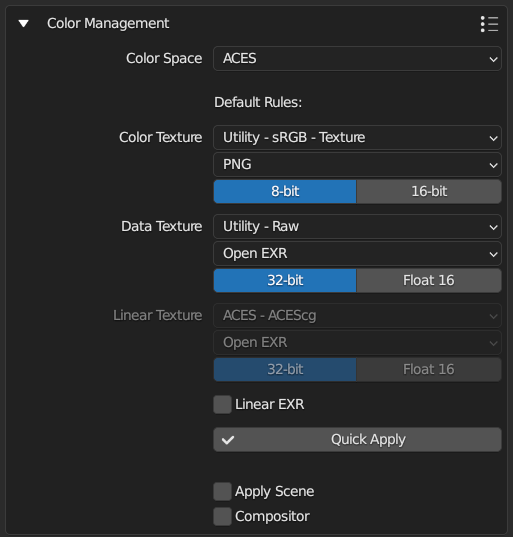 Color Management
Color Space ACES
Default Rules:
Color Texture Utility - sRGB - Texture
PNG
8-bit 16-bit
Data Texture Utility - Raw
Open EXR
32-bit Float 16
Linear Texture ACES - ACEScg
Open EXR
32-bit Float 16
Linear EXR
Quick Apply
Apply Scene
Compositor